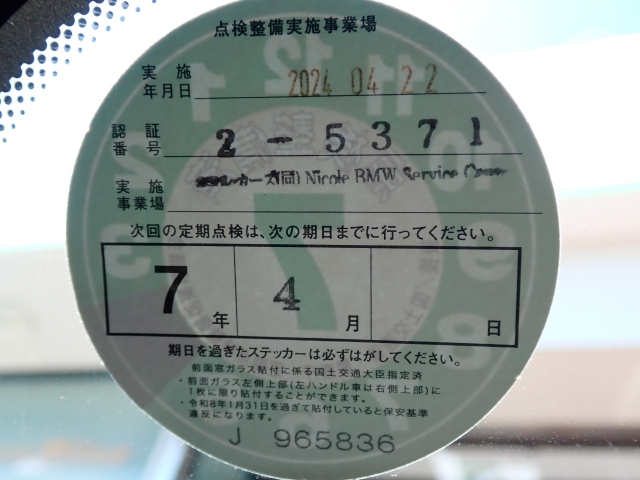 点検整備実施事業場
実施
年月日
2024 04 22
認証
番号
2-5371
実施
事業場
ルカーズ(同) Nicole BMW Service
次回の定期点検は、次の期日までに行ってください。
7年 4月 日
期日を過ぎたステッカーは必ずはがしてください。
前面窓ガラス貼付に係る国土交通大臣指定済
・前面ガラス左側上部(左ハンドル車は右側上部)に
1枚に限り貼付することができます。
・令和8年1月31日を過ぎて貼付していると保安基準
違反になります。
J 965836